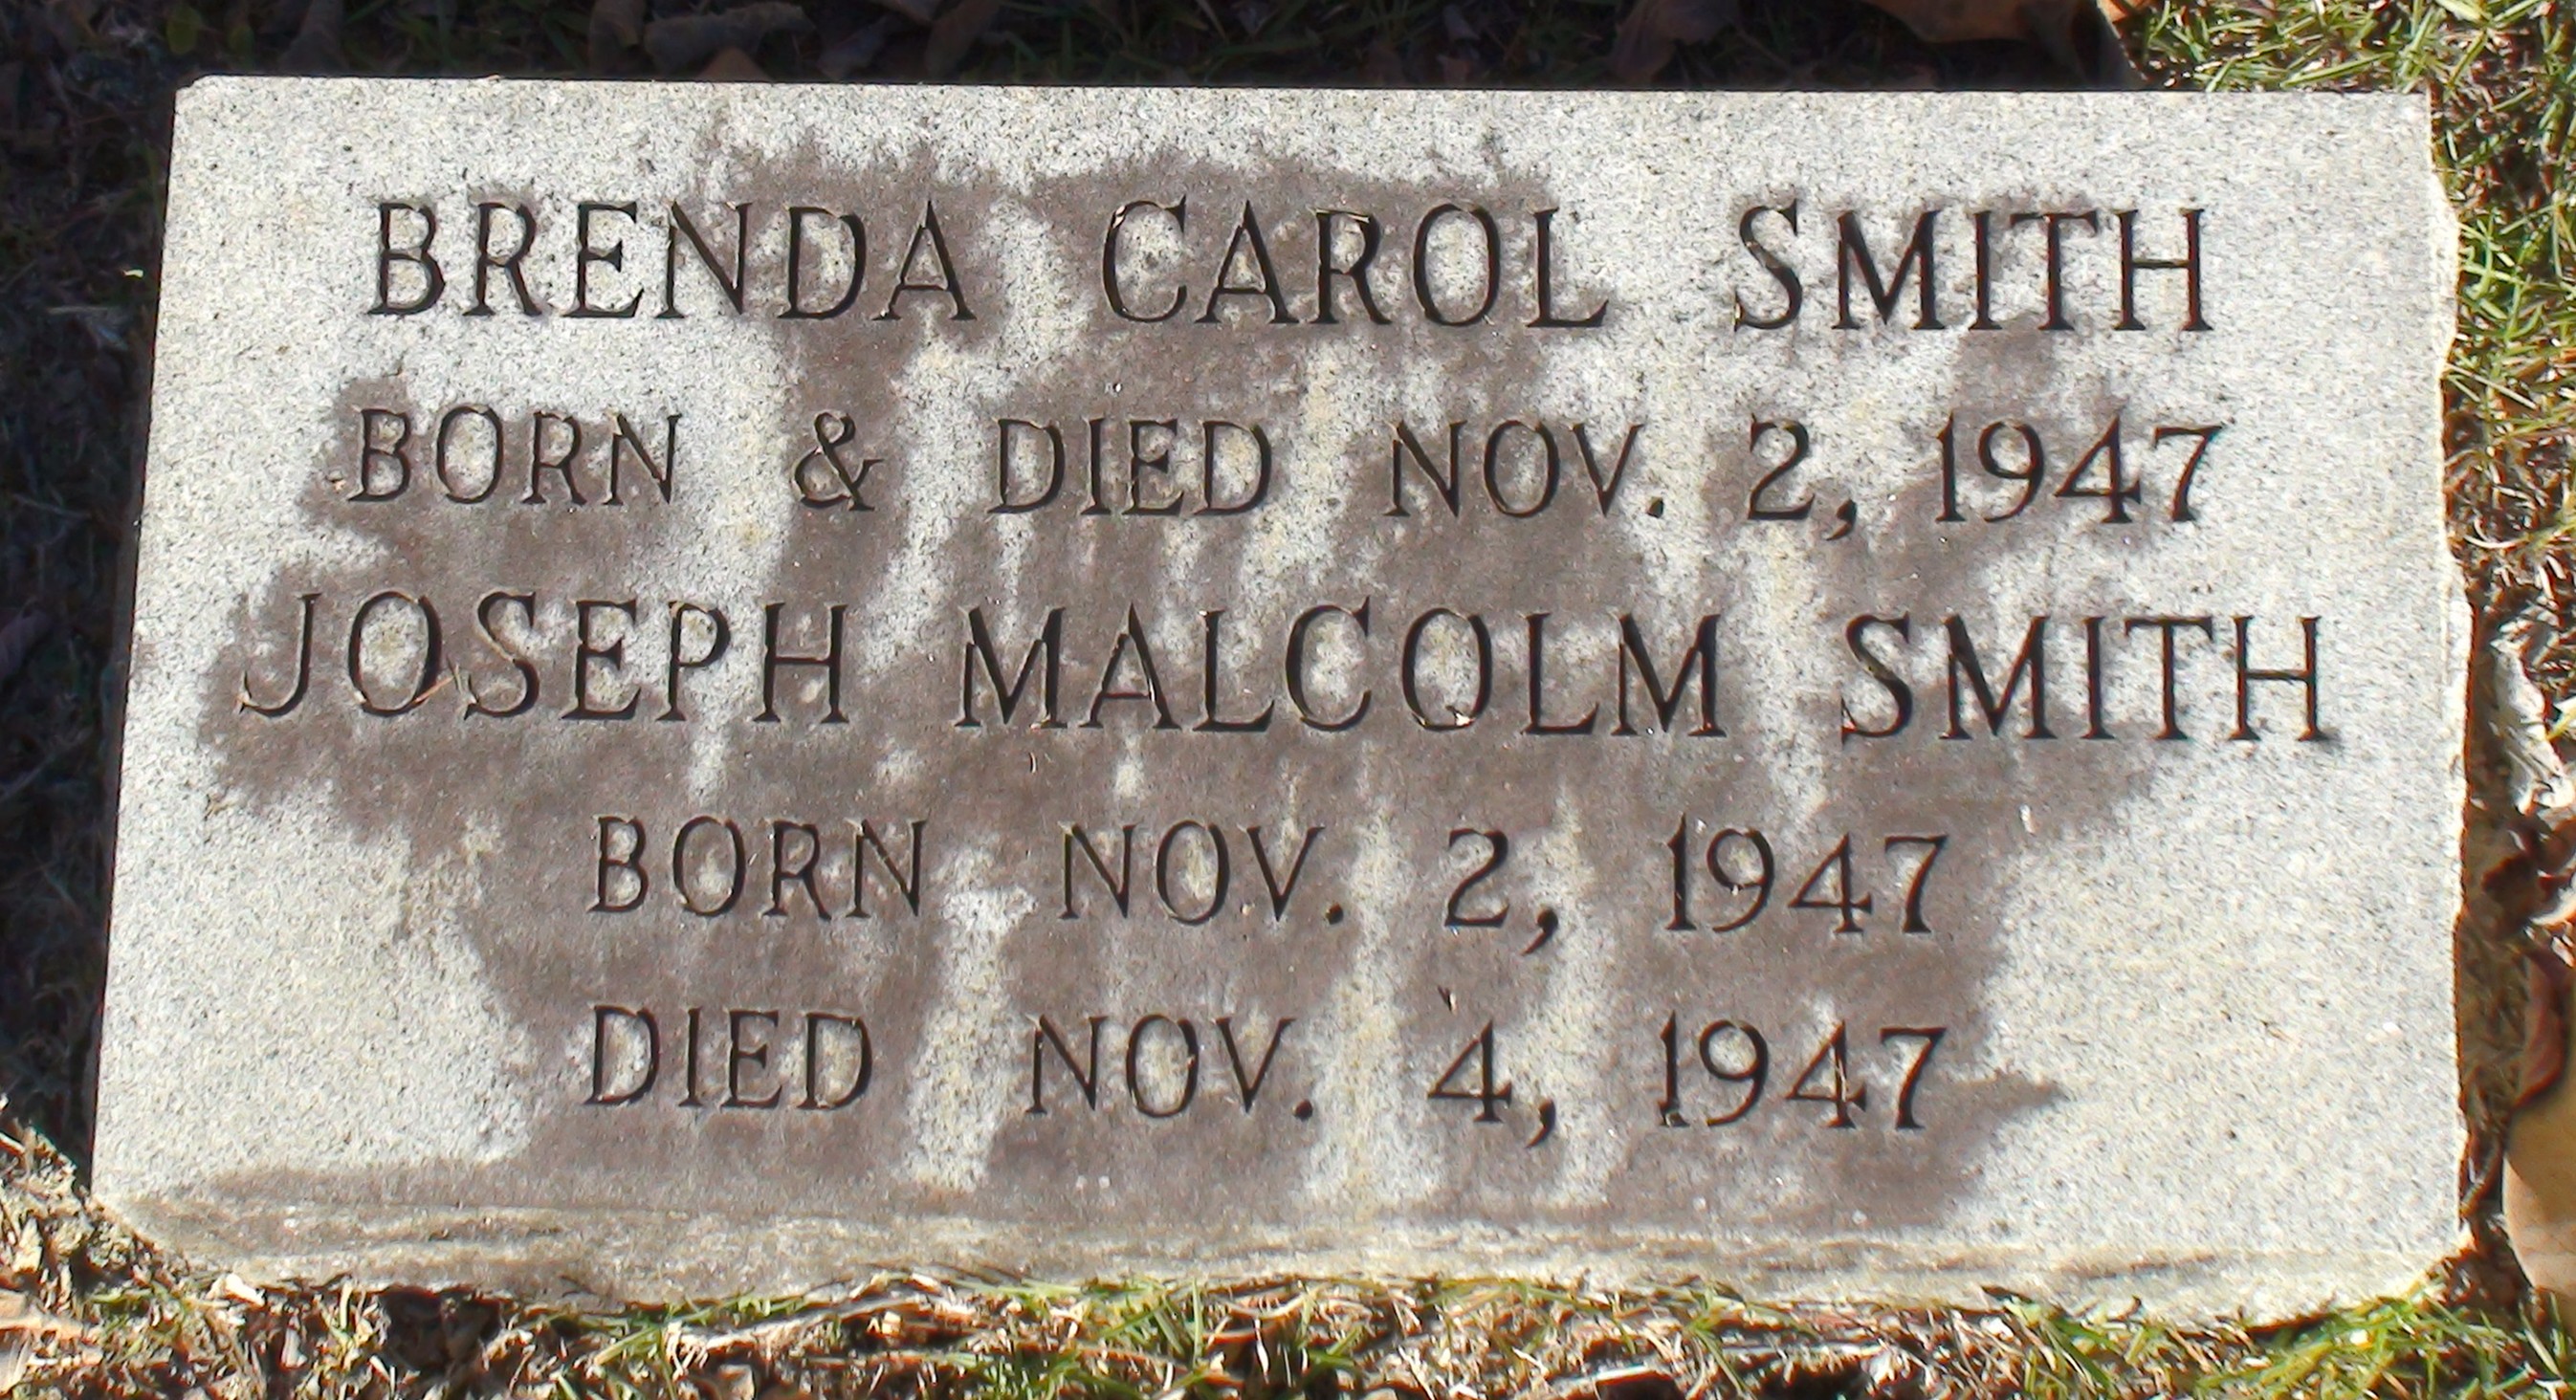 BRENDA CAROL SMITH
BORN & DIED NOV. 2, 1947
JOSEPH MALCOLM SMITH
BORN NOV. 2, 1947
DIED NOV. 4, 1947